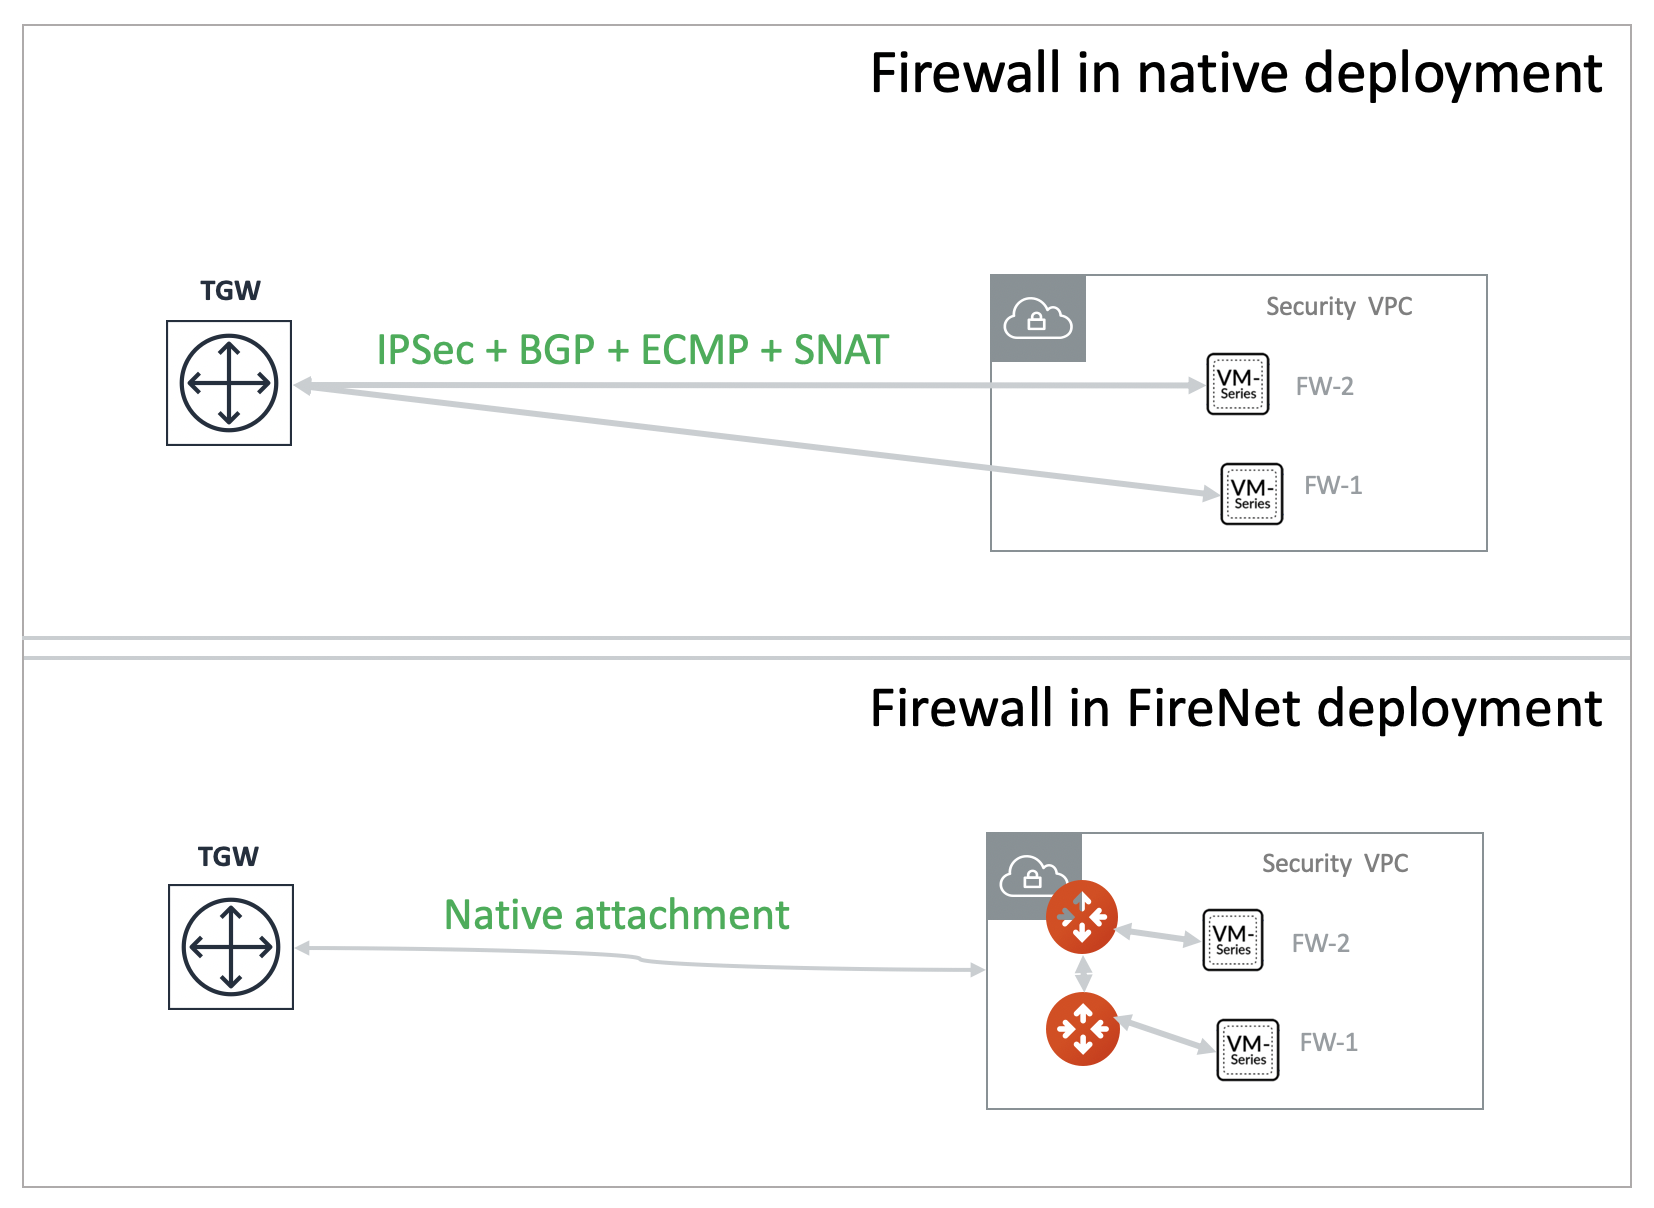 Firewall in native deployment
TGW
Security VPC
IPSec + BGP + ECMP + SNAT
VM-
Series
FW-2
VM-
Series
FW-1
Firewall in FireNet deployment
TGW
Security VPC
Native attachment
VM-
Series
FW-2
VM-
Series
FW-1